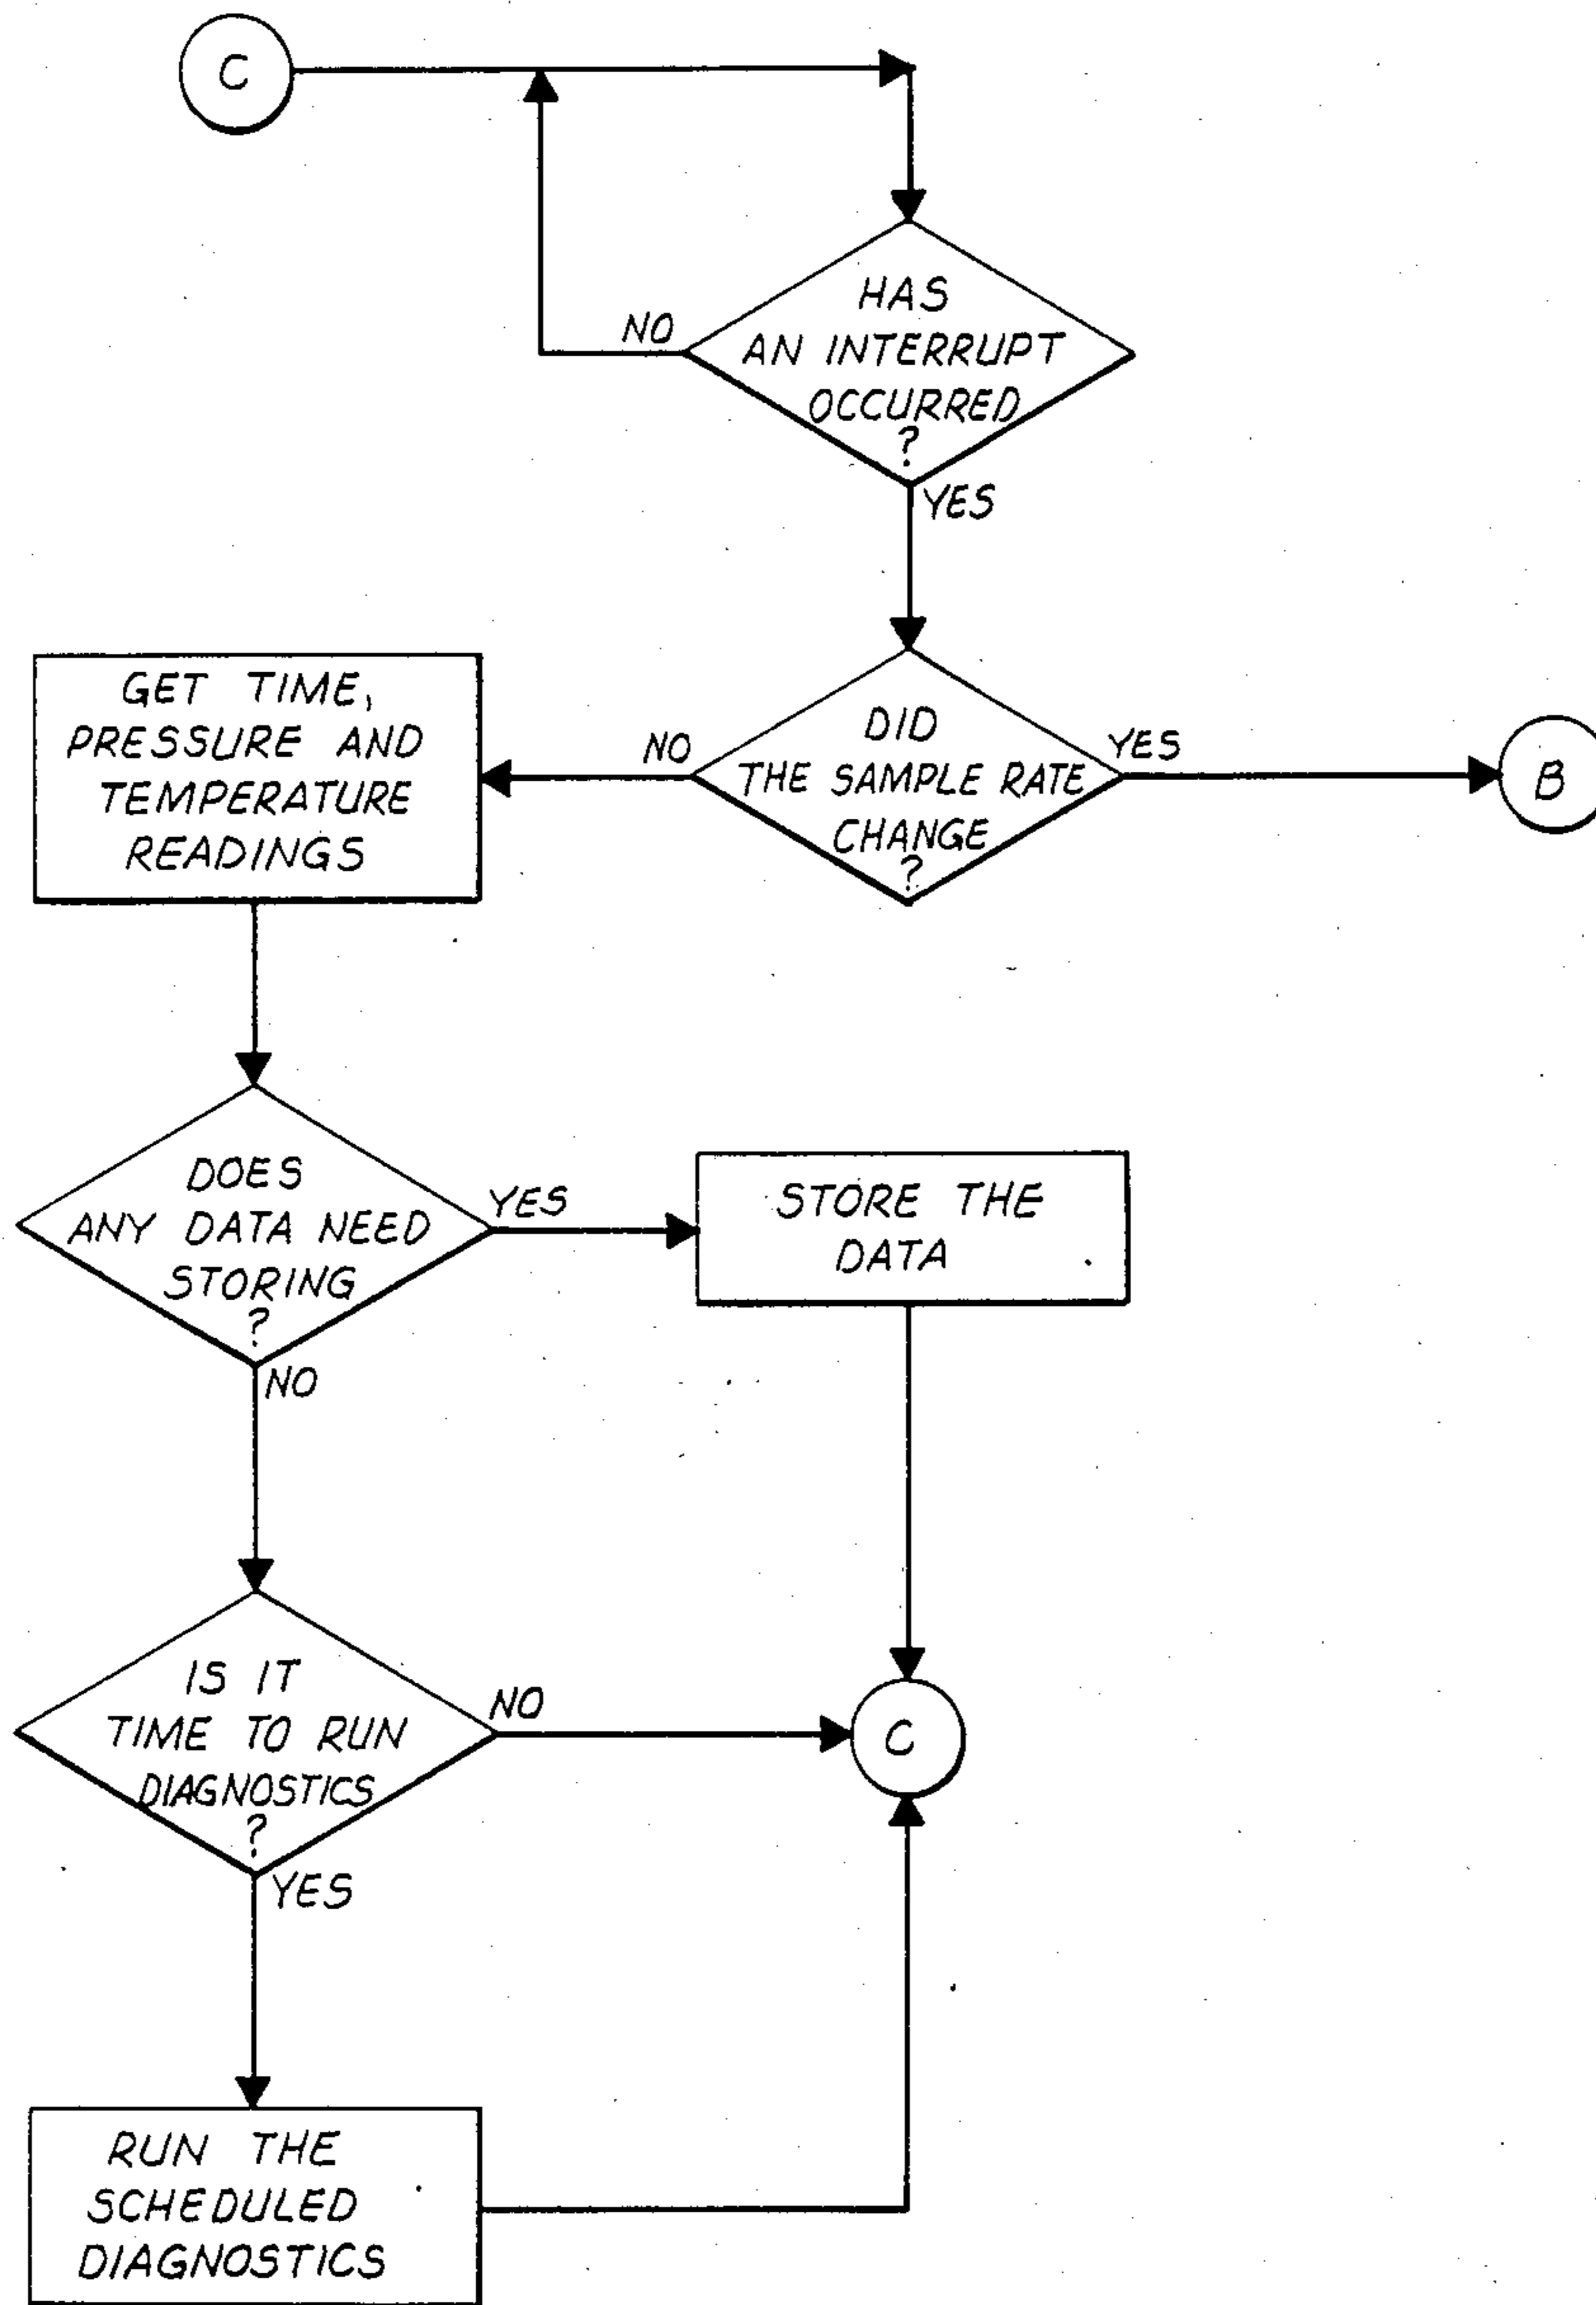 C
HAS
AN INTERRUPT
OCCURRED
?
NO
YES
DID
THE SAMPLE RATE
CHANGE
?
NO
YES
B
GET TIME,
PRESSURE AND
TEMPERATURE
READINGS
DOES
ANY DATA NEED
STORING
?
YES
NO
STORE THE
DATA
IS IT
TIME TO RUN
DIAGNOSTICS
?
NO
YES
C
RUN THE
SCHEDULED
DIAGNOSTICS